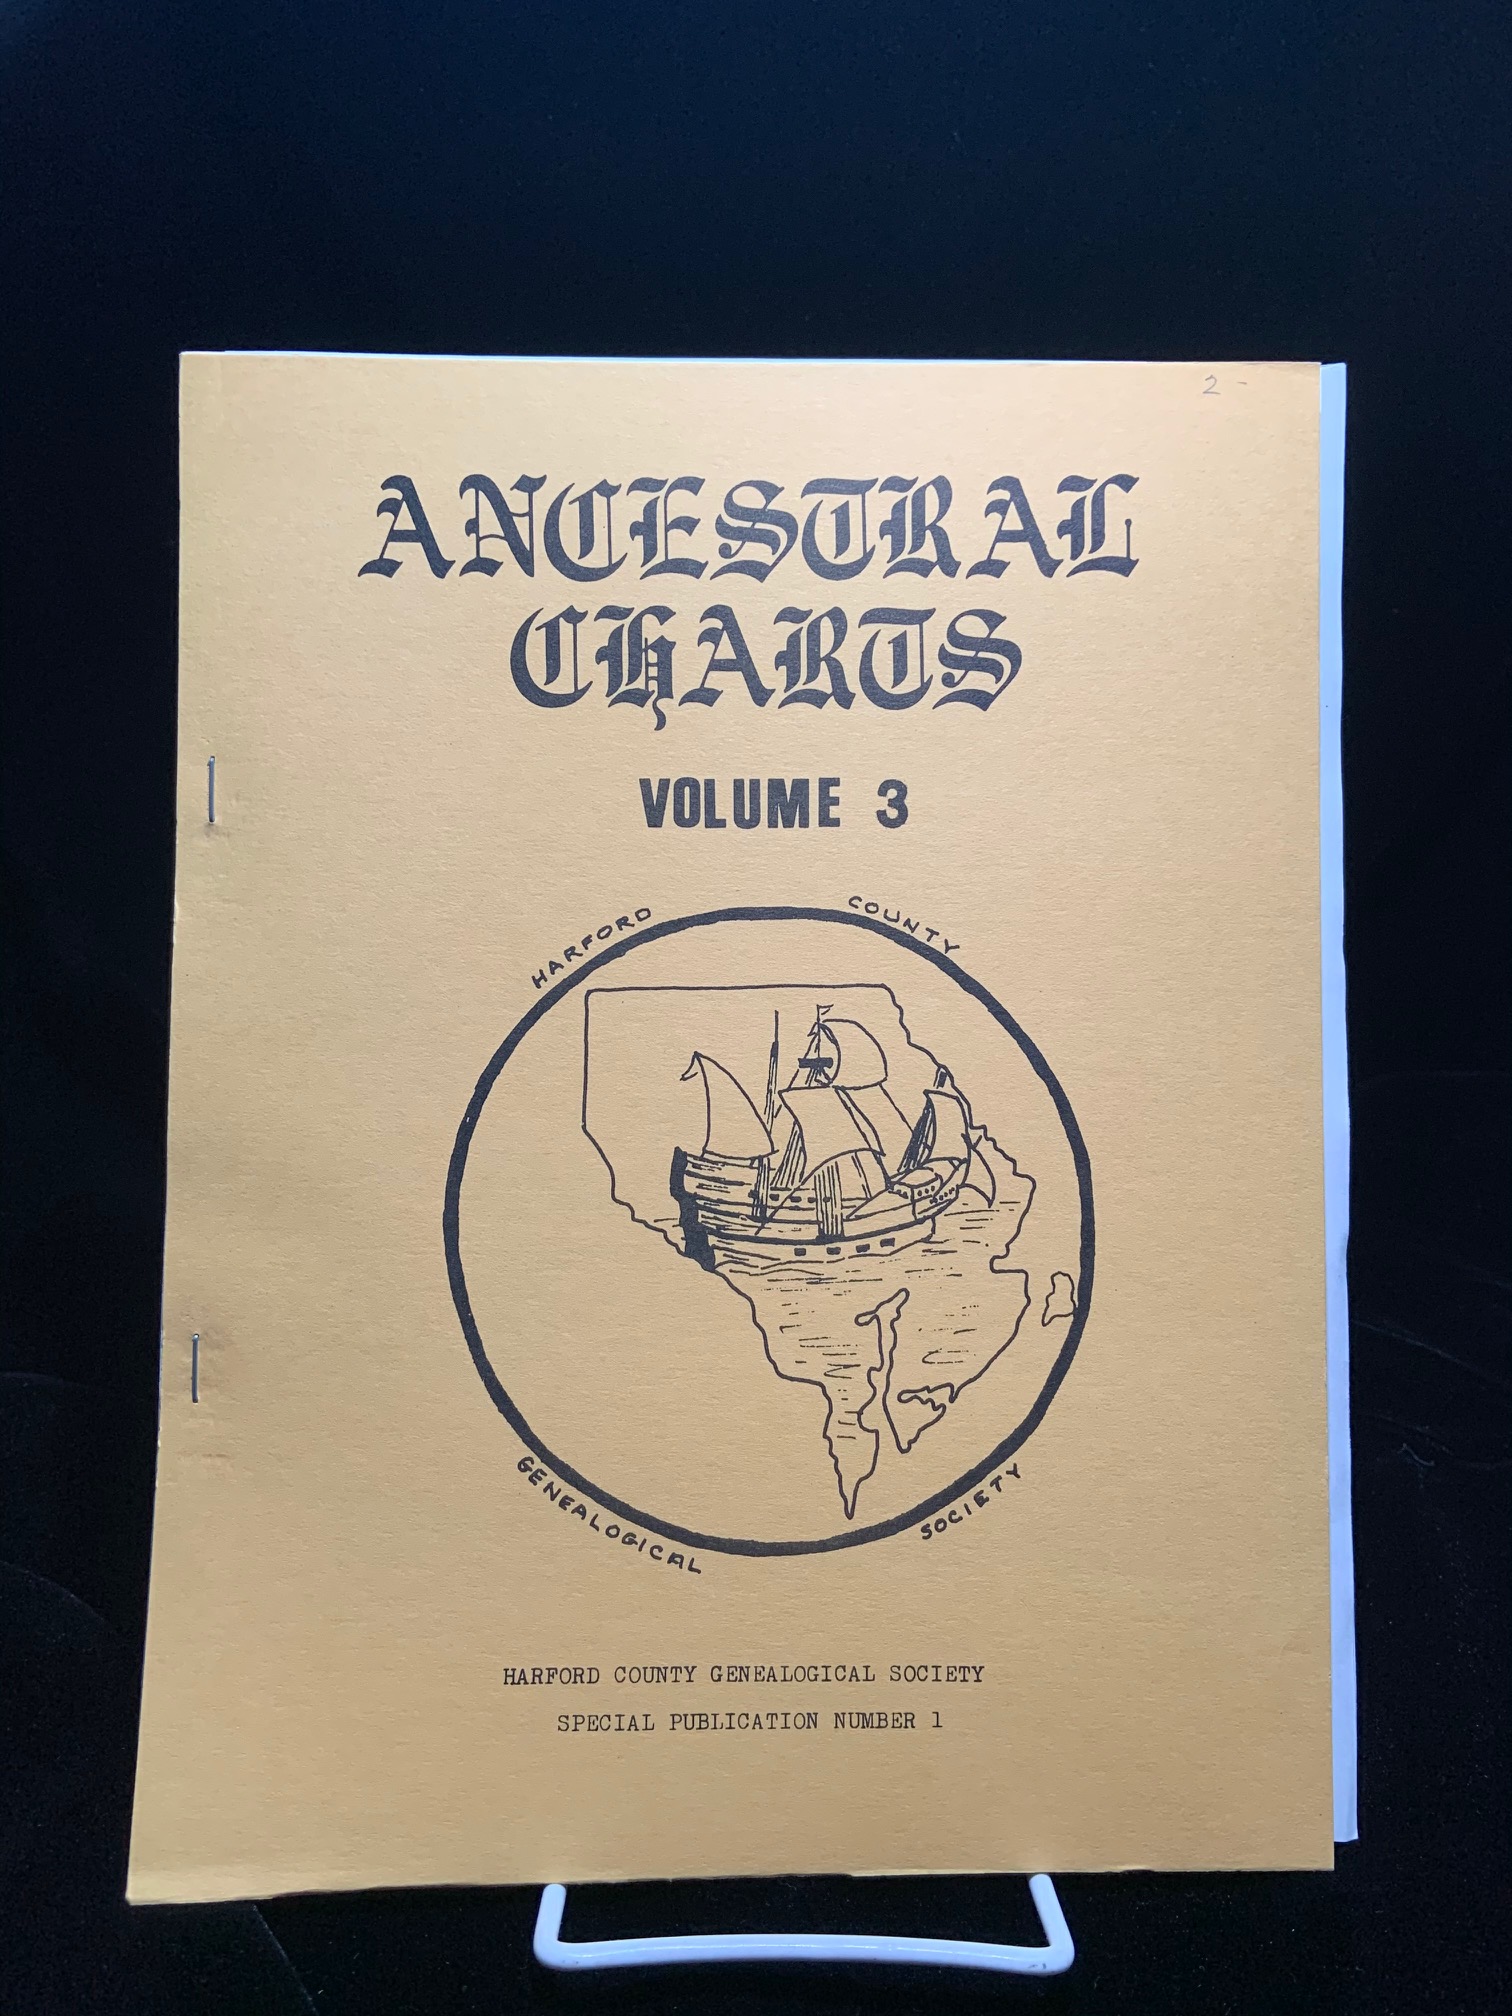 2 -
ANCESTRAL
CHARTS
VOLUME 3
HARFORD COUNTY
GENEALOGICAL SOCIETY
HARFORD COUNTY GENEALOGICAL SOCIETY
SPECIAL PUBLICATION NUMBER 1